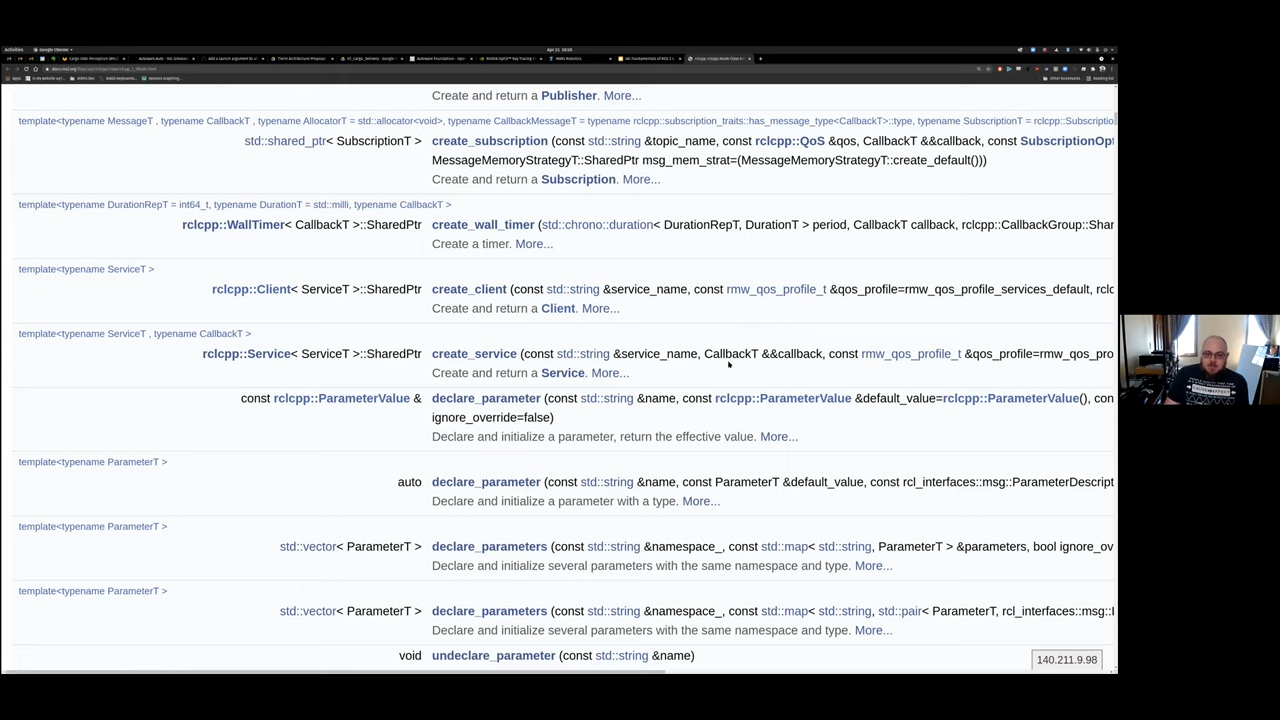 Activities
Google Chrome
Apr 21
Create and return a Publisher. More...
template<typename MessageT , typename CallbackT , typename AllocatorT = std::allocator<void>, typename CallbackMessageT = typename rclcpp::subscription_traits::has_message_type<CallbackT>::type, typename SubscriptionT = rclcpp::Subscriptio
std::shared_ptr< SubscriptionT > create_subscription (const std::string &topic_name, const rclcpp::QoS &qos, CallbackT &&callback, const SubscriptionOpt
MessageMemoryStrategyT::SharedPtr msg_mem_strat=(MessageMemoryStrategyT::create_default()))
Create and return a Subscription. More...
template<typename DurationRepT = int64_t, typename DurationT = std::milli, typename CallbackT >
rclcpp::WallTimer< CallbackT >::SharedPtr create_wall_timer (std::chrono::duration< DurationRepT, DurationT > period, CallbackT callback, rclcpp::CallbackGroup::Shar
Create a timer. More...
template<typename ServiceT >
rclcpp::Client< ServiceT >::SharedPtr create_client (const std::string &service_name, const rmw_qos_profile_t &qos_profile=rmw_qos_profile_services_default, rclc
Create and return a Client. More...
template<typename ServiceT , typename CallbackT >
rclcpp::Service< ServiceT >::SharedPtr create_service (const std::string &service_name, CallbackT &&callback, const rmw_qos_profile_t &qos_profile=rmw_qos_pro
Create and return a Service. More...
const rclcpp::ParameterValue & declare_parameter (const std::string &name, const rclcpp::ParameterValue &default_value=rclcpp::ParameterValue(), con
ignore_override=false)
Declare and initialize a parameter, return the effective value. More...
template<typename ParameterT >
auto declare_parameter (const std::string &name, const ParameterT &default_value, const rcl_interfaces::msg::ParameterDescript
Declare and initialize a parameter with a type. More...
template<typename ParameterT >
std::vector< ParameterT > declare_parameters (const std::string &namespace_, const std::map< std::string, ParameterT > &parameters, bool ignore_ov
Declare and initialize several parameters with the same namespace and type. More...
template<typename ParameterT >
std::vector< ParameterT > declare_parameters (const std::string &namespace_, const std::map< std::string, std::pair< ParameterT, rcl_interfaces::msg::
Declare and initialize several parameters with the same namespace and type. More...
void undeclare_parameter (const std::string &name)
140.211.9.98